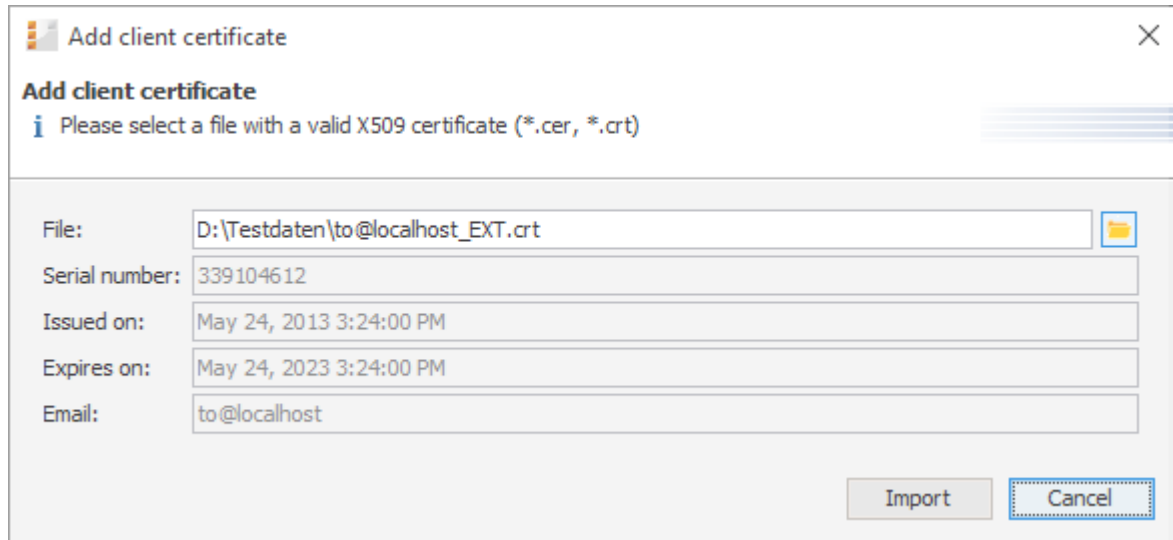 Add client certificate
Add client certificate
i Please select a file with a valid X509 certificate (*.cer, *.crt)
File: D:\Testdaten\to@localhost_EXT.crt
Serial number: 339104612
Issued on: May 24, 2013 3:24:00 PM
Expires on: May 24, 2023 3:24:00 PM
Email: to@localhost
Import Cancel